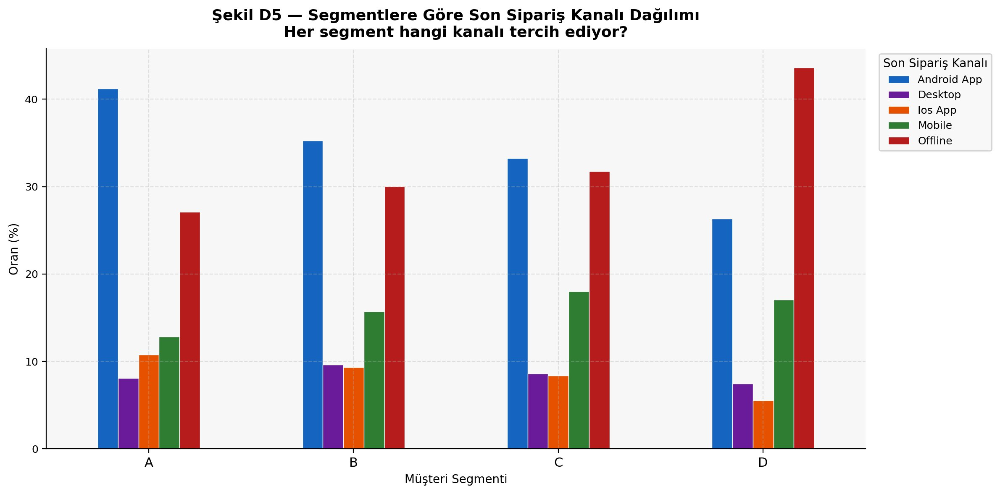 Şekil D5 — Segmentlere Göre Son Sipariş Kanalı Dağılımı
Her segment hangi kanalı tercih ediyor?
Son Sipariş Kanalı
Android App
Desktop
Ios App
Mobile
Offline
Oran (%)
40
30
20
10
0
A
B
C
D
Müşteri Segmenti